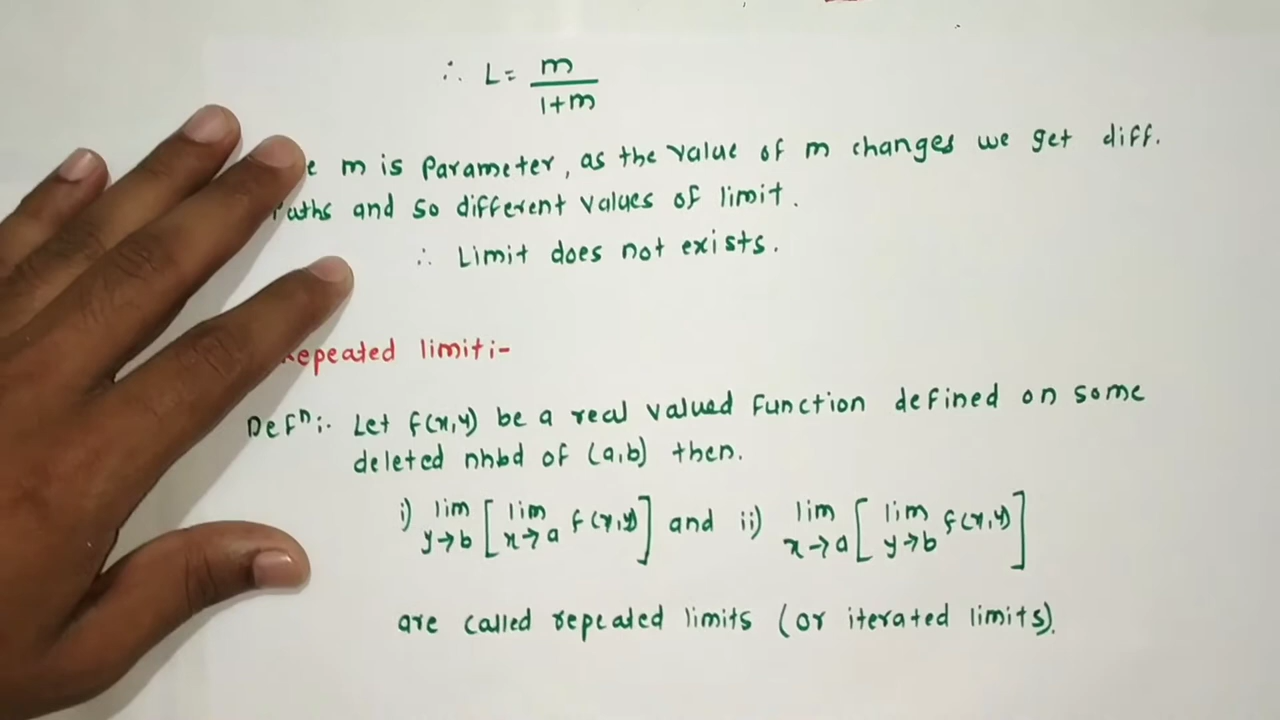 ∴ L = m/1+m
m is Parameter, as the value of m changes we get diff.
and so different values of limit.
∴ Limit does not exists.
limit:-
Defⁿ:- Let f(x,y) be a real valued function defined on some
deleted nhbd of (a,b) then.
i) lim y→b [lim x→a f(x,y)] and ii) lim x→a [lim y→b f(x,y)]
are called repeated limits (or iterated limits).